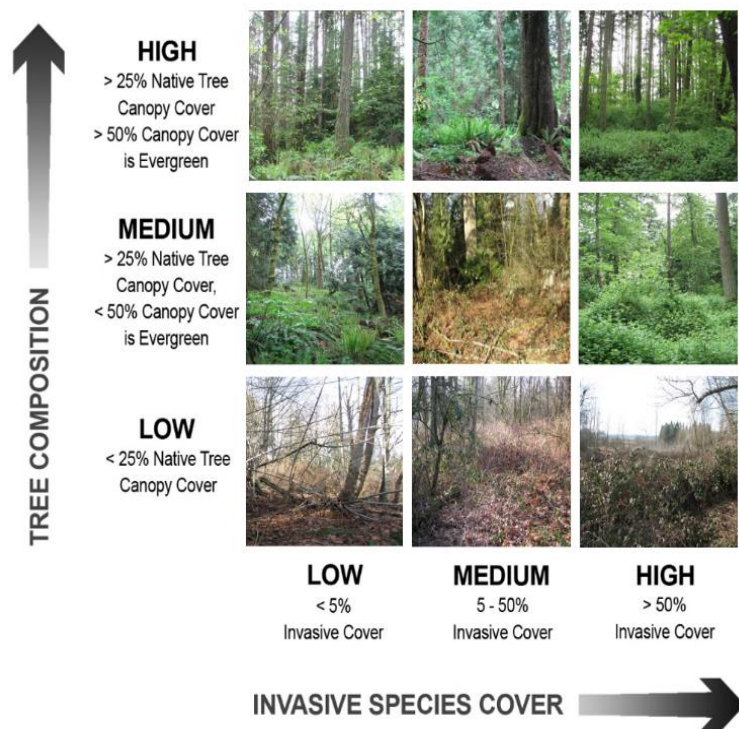 HIGH
> 25% Native Tree
Canopy Cover
> 50% Canopy Cover
is Evergreen
MEDIUM
> 25% Native Tree
Canopy Cover,
< 50% Canopy Cover
is Evergreen
LOW
< 25% Native Tree
Canopy Cover
TREE COMPOSITION
LOW
< 5%
Invasive Cover
MEDIUM
5 - 50%
Invasive Cover
HIGH
> 50%
Invasive Cover
INVASIVE SPECIES COVER